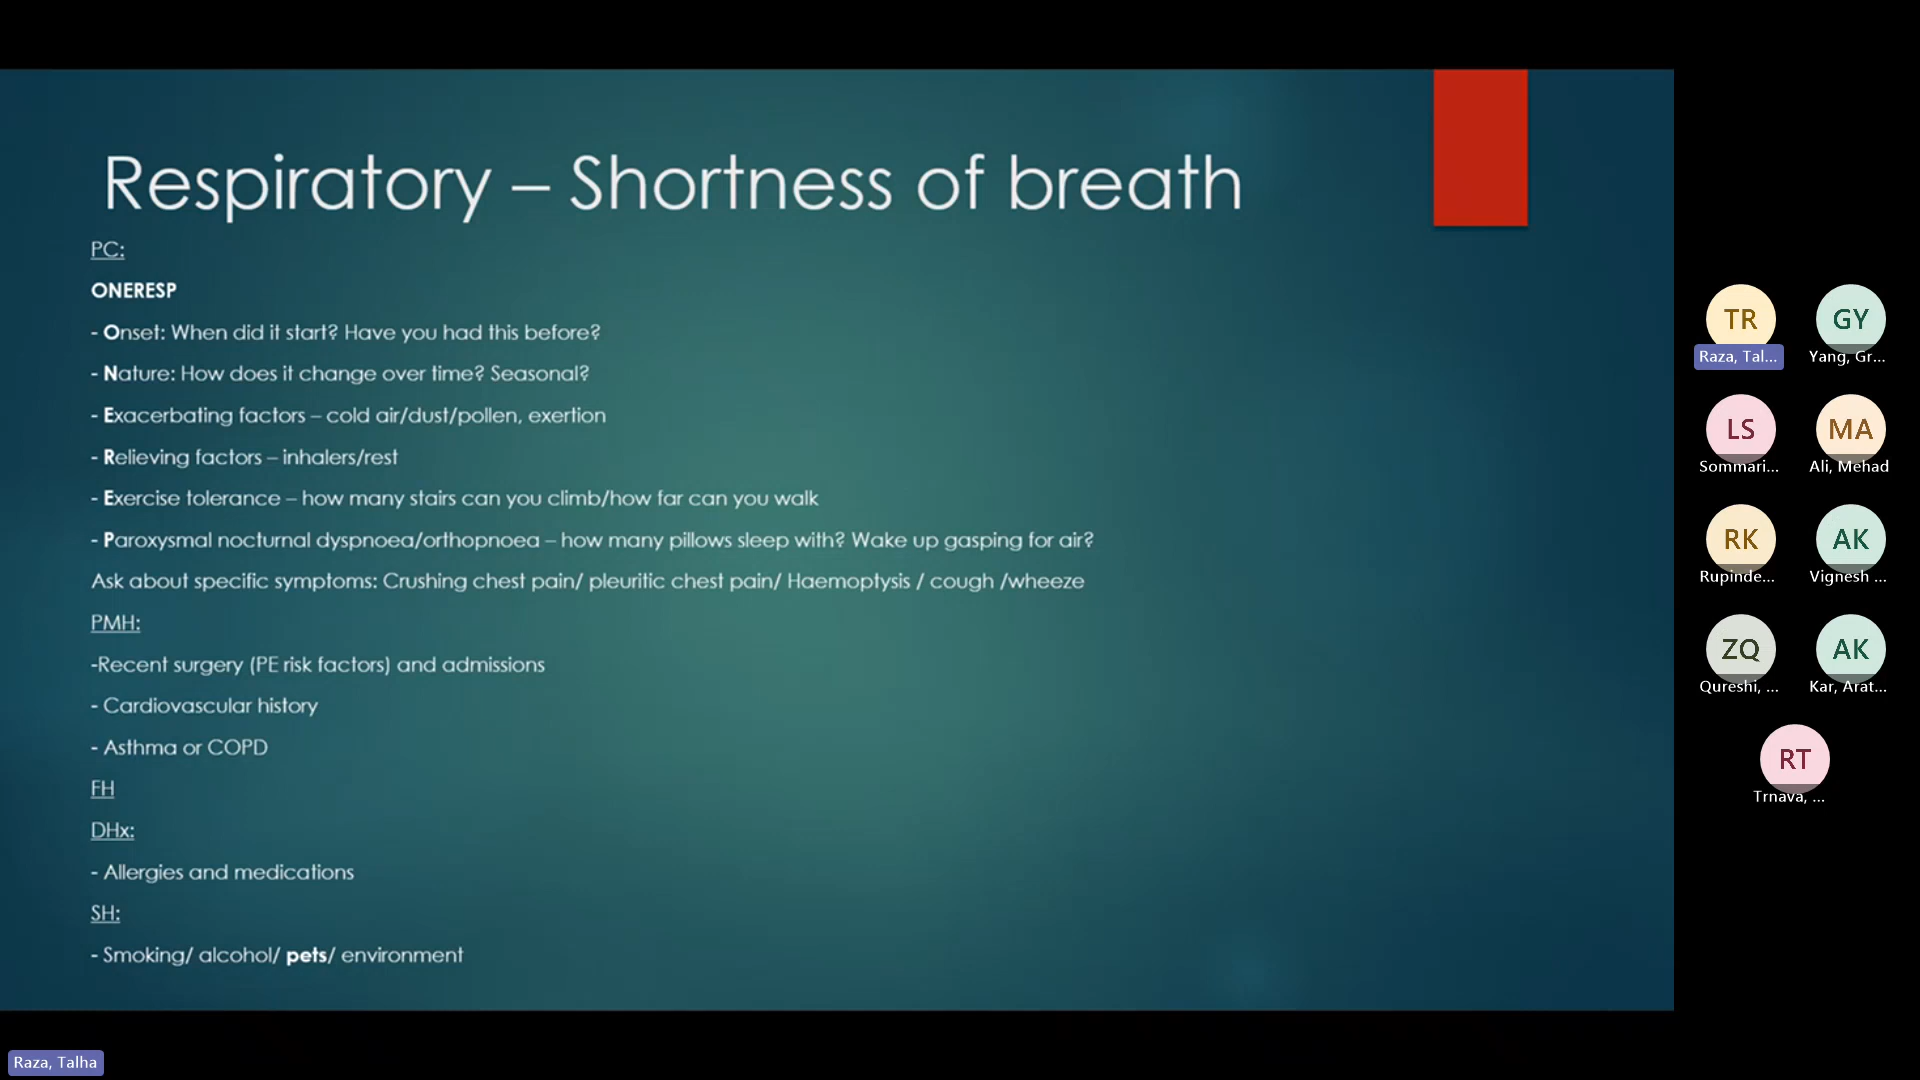 Respiratory – Shortness of breath
PC:
ONERESP
- Onset: When did it start? Have you had this before?
- Nature: How does it change over time? Seasonal?
- Exacerbating factors – cold air/dust/pollen, exertion
- Relieving factors – inhalers/rest
- Exercise tolerance – how many stairs can you climb/how far can you walk
- Paroxysmal nocturnal dyspnoea/orthopnoea – how many pillows sleep with? Wake up gasping for air?
Ask about specific symptoms: Crushing chest pain/ pleuritic chest pain/ Haemoptysis / cough /wheeze
PMH:
-Recent surgery (PE risk factors) and admissions
- Cardiovascular history
- Asthma or COPD
FH
DHx:
- Allergies and medications
SH:
- Smoking/ alcohol/ pets/ environment
TR
Raza, Tal...
GY
Yang, Gr...
LS
Sommari...
MA
Ali, Mehad
RK
Rupinde...
AK
Vignesh ...
ZQ
Qureshi, ...
AK
Kar, Arat...
RT
Trnava, ...
Raza, Talha